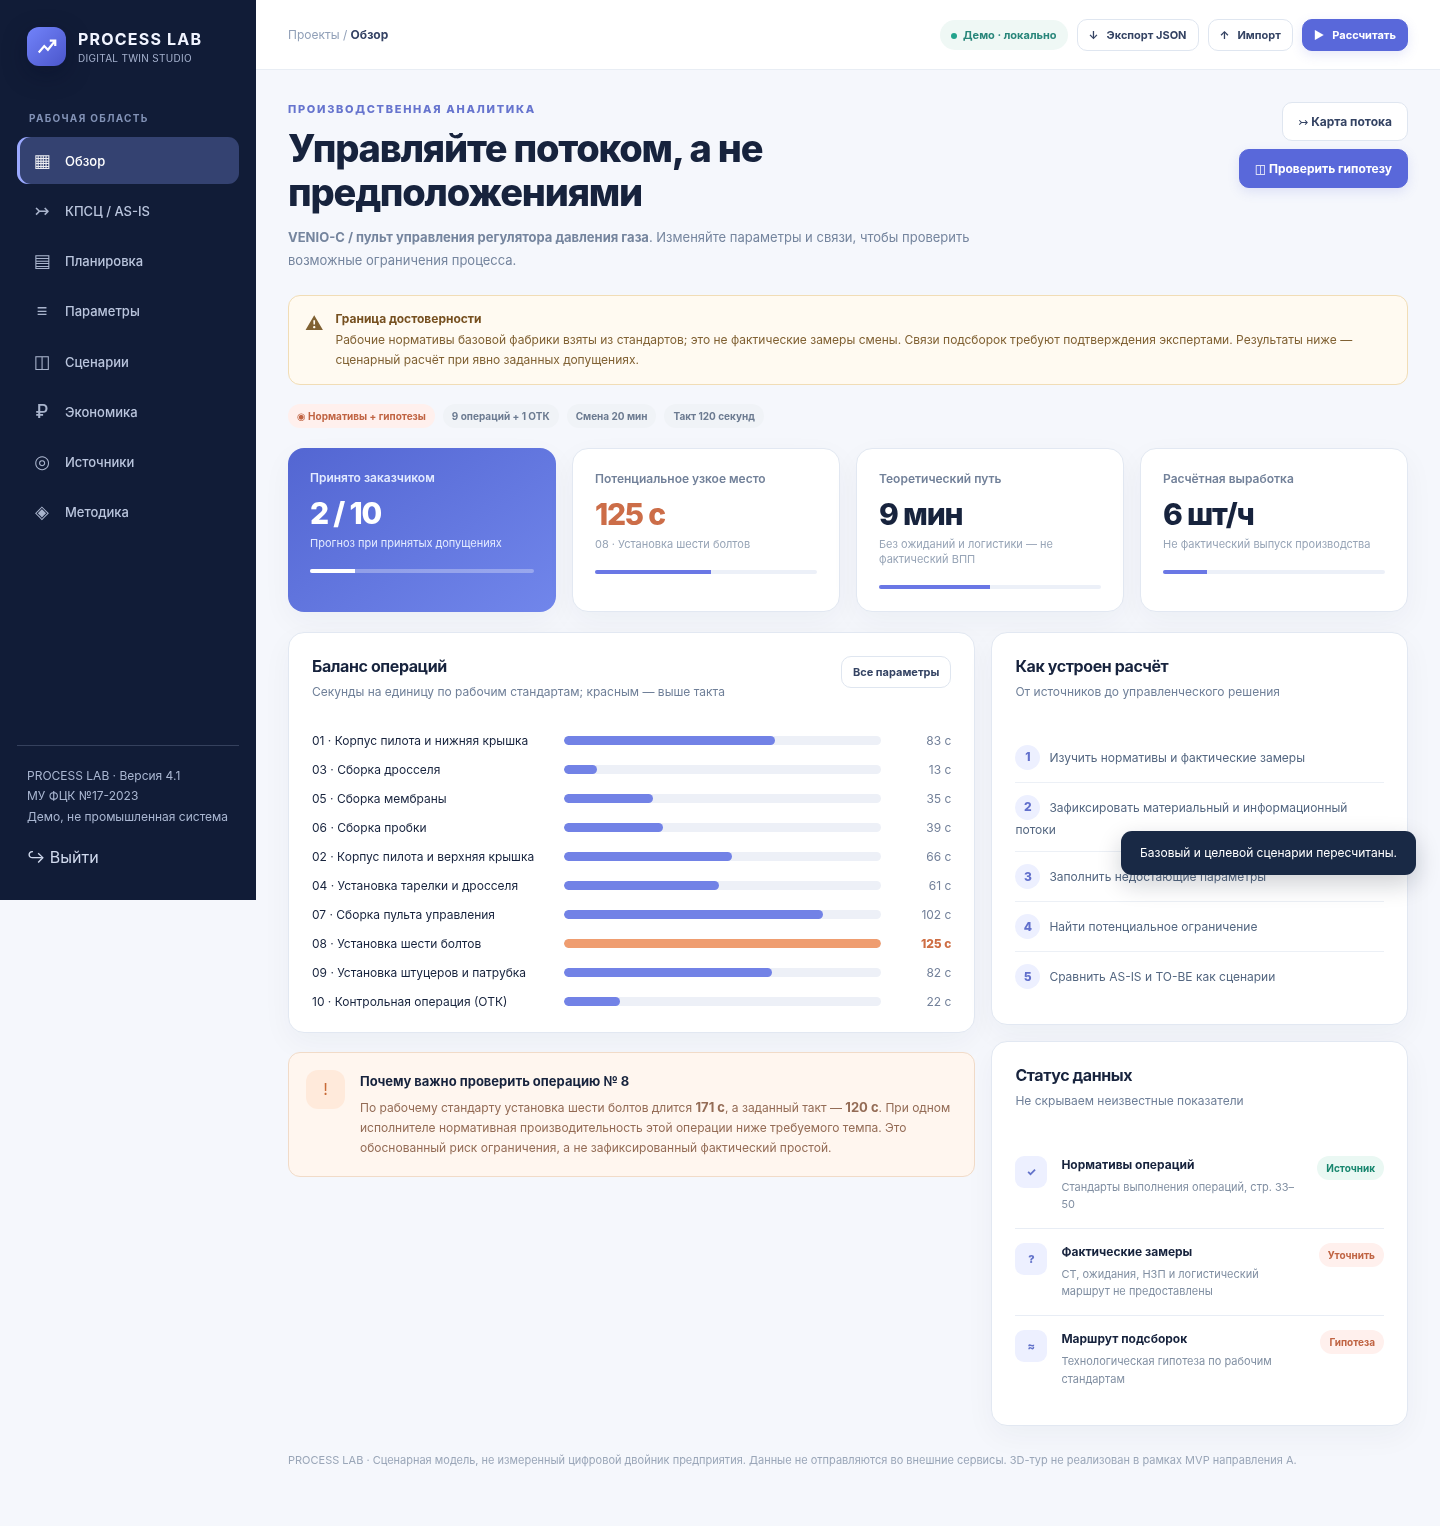 PROCESS LAB
DIGITAL TWIN STUDIO
РАБОЧАЯ ОБЛАСТЬ
Обзор
КПСЦ / AS-IS
Планировка
Параметры
Сценарии
Экономика
Источники
Методика
PROCESS LAB · Версия 4.1
МУ ФЦК №17-2023
Демо, не промышленная система
↪ Выйти
Проекты / Обзор
Демо · локально
↓ Экспорт JSON
↑ Импорт
▶ Рассчитать
ПРОИЗВОДСТВЕННАЯ АНАЛИТИКА
Управляйте потоком, а не
предположениями
VENIO-C / пульт управления регулятора давления газа. Изменяйте параметры и связи, чтобы проверить
возможные ограничения процесса.
↣ Карта потока
◫ Проверить гипотезу
Граница достоверности
Рабочие нормативы базовой фабрики взяты из стандартов; это не фактические замеры смены. Связи подсборок требуют подтверждения экспертами. Результаты ниже —
сценарный расчёт при явно заданных допущениях.
◉ Нормативы + гипотезы
9 операций + 1 ОТК
Смена 20 мин
Такт 120 секунд
Принято заказчиком
2 / 10
Прогноз при принятых допущениях
Потенциальное узкое место
125 с
08 · Установка шести болтов
Теоретический путь
9 мин
Без ожиданий и логистики — не
фактический ВПП
Расчётная выработка
6 шт/ч
Не фактический выпуск производства
Баланс операций
Секунды на единицу по рабочим стандартам; красным — выше такта
Все параметры
01 · Корпус пилота и нижняя крышка 83 с
03 · Сборка дросселя 13 с
05 · Сборка мембраны 35 с
06 · Сборка пробки 39 с
02 · Корпус пилота и верхняя крышка 66 с
04 · Установка тарелки и дросселя 61 с
07 · Сборка пульта управления 102 с
08 · Установка шести болтов 125 с
09 · Установка штуцеров и патрубка 82 с
10 · Контрольная операция (ОТК) 22 с
!
Почему важно проверить операцию № 8
По рабочему стандарту установка шести болтов длится 171 с, а заданный такт — 120 с. При одном
исполнителе нормативная производительность этой операции ниже требуемого темпа. Это
обоснованный риск ограничения, а не зафиксированный фактический простой.
Как устроен расчёт
От источников до управленческого решения
1 Изучить нормативы и фактические замеры
2 Зафиксировать материальный и информационный
потоки
Базовый и целевой сценарии пересчитаны.
3 Заполнить недостающие параметры
4 Найти потенциальное ограничение
5 Сравнить AS-IS и TO-BE как сценарии
Статус данных
Не скрываем неизвестные показатели
✓ Нормативы операций
Источник
Стандарты выполнения операций, стр. 33–
50
? Фактические замеры
Уточнить
СТ, ожидания, НЗП и логистический
маршрут не предоставлены
≈ Маршрут подсборок
Гипотеза
Технологическая гипотеза по рабочим
стандартам
PROCESS LAB · Сценарная модель, не измеренный цифровой двойник предприятия. Данные не отправляются во внешние сервисы. 3D-тур не реализован в рамках MVP направления А.